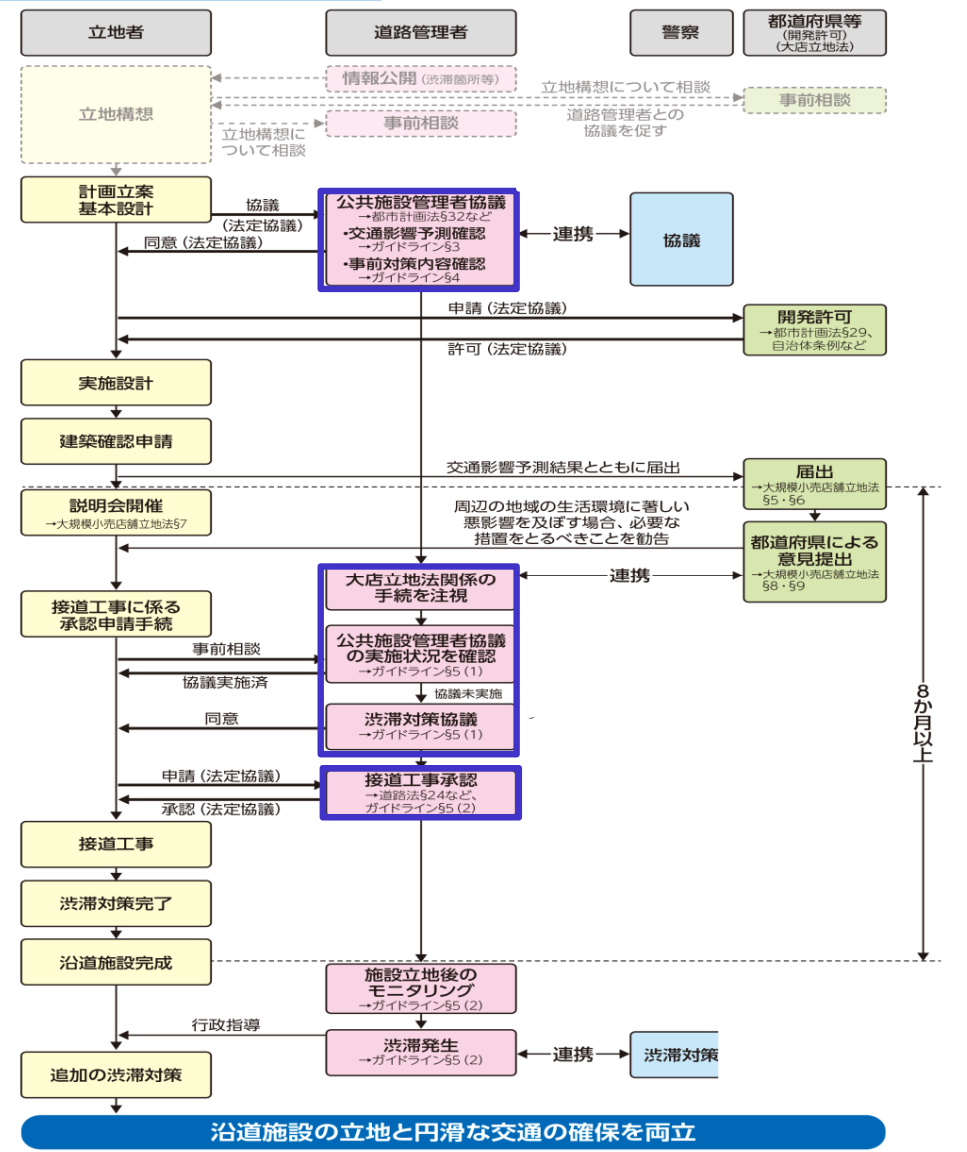 立地者
道路管理者
警察
都道府県等
(開発許可)
(大店立地法)
立地構想
情報公開 (渋滞箇所等)
立地構想について相談
事前相談
事前相談
道路管理者との
協議を促す
立地構想に
ついて相談
計画立案
基本設計
協議
(法定協議)
同意 (法定協議)
公共施設管理者協議
→都市計画法§32など
・交通影響予測確認
→ガイドライン§3
・事前対策内容確認
→ガイドライン§4
連携
協議
申請 (法定協議)
許可 (法定協議)
開発許可
→都市計画法§29、
自治体条例など
実施設計
建築確認申請
交通影響予測結果とともに届出
届出
→大規模小売店舗立地法
§5・§6
説明会開催
→大規模小売店舗立地法§7
周辺の地域の生活環境に著しい
悪影響を及ぼす場合、必要な
措置をとるべきことを勧告
都道府県による
意見提出
→大規模小売店舗立地法
§8・§9
大店立地法関係の
手続を注視
連携
接道工事に係る
承認申請手続
事前相談
協議実施済
公共施設管理者協議
の実施状況を確認
→ガイドライン§5 (1)
協議未実施
同意
渋滞対策協議
→ガイドライン§5 (1)
8か月以上
申請 (法定協議)
承認 (法定協議)
接道工事承認
→道路法§24など、
ガイドライン§5 (2)
接道工事
渋滞対策完了
沿道施設完成
施設立地後の
モニタリング
→ガイドライン§5 (2)
行政指導
渋滞発生
→ガイドライン§5 (2)
連携
渋滞対策
追加の渋滞対策
沿道施設の立地と円滑な交通の確保を両立